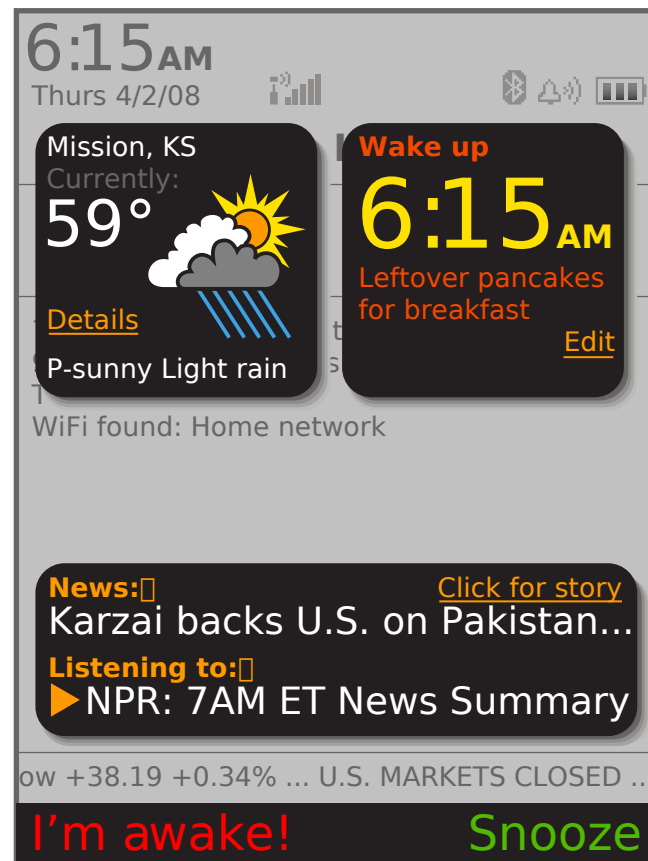 6:15AM
Thurs 4/2/08
Mission, KS
Currently:
59°
Details
P-sunny Light rain
Wake up
6:15AM
Leftover pancakes
for breakfast
Edit
T
WiFi found: Home network
News:
Click for story
Karzai backs U.S. on Pakistan...
Listening to:
NPR: 7AM ET News Summary
ow +38.19 +0.34% ... U.S. MARKETS CLOSED ..
I'm awake!
Snooze